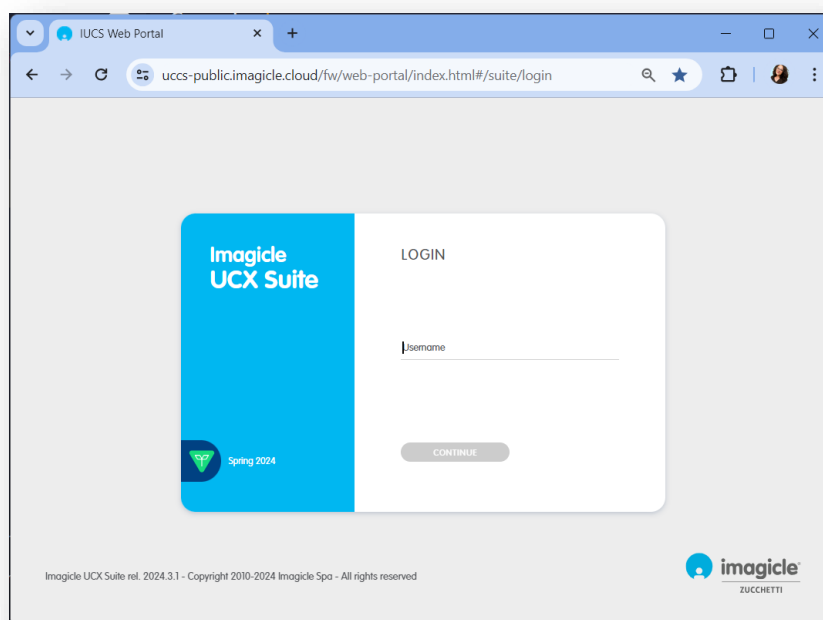 IUCS Web Portal
uccs-public.imagicle.cloud/fw/web-portal/index.html#/suite/login
Imagicle
UCX Suite
LOGIN
Username
CONTINUE
Spring 2024
Imagicle UCX Suite rel. 2024.3.1 - Copyright 2010-2024 Imagicle Spa - All rights reserved
imagicle
ZUCCHETTI